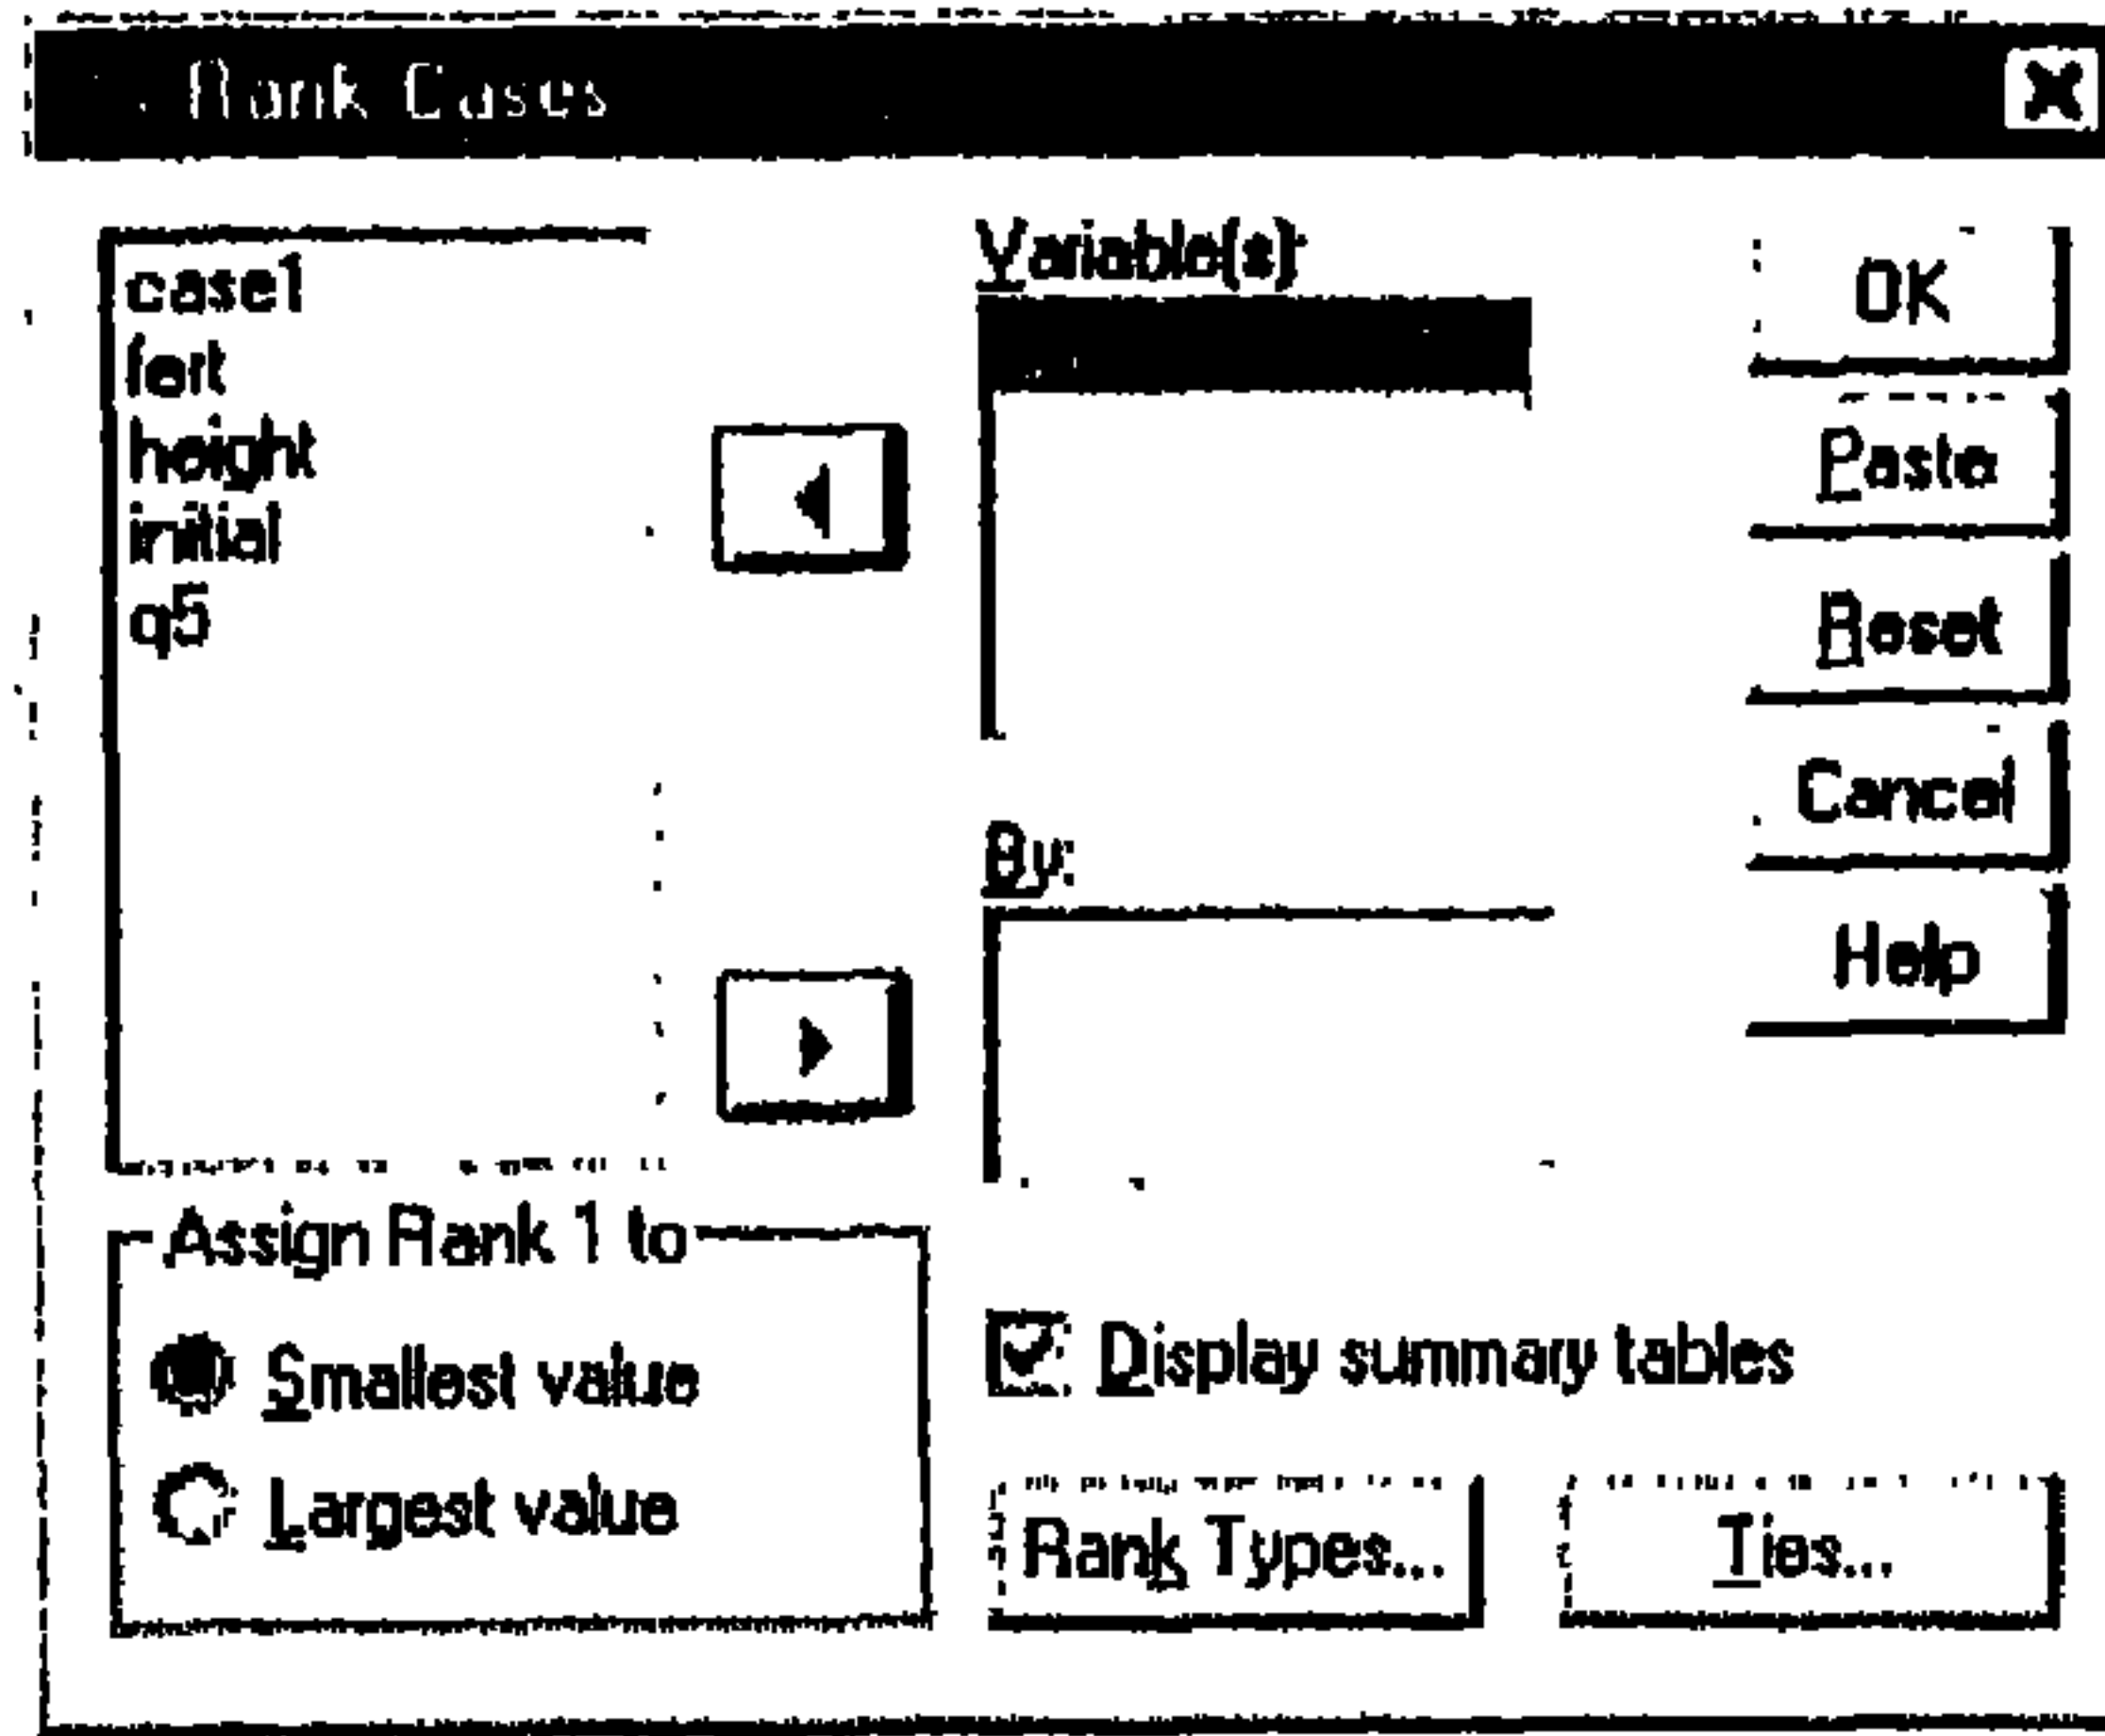 Rank Cases
case1
fert
height
initial
q5
Variable(s):
By:
OK
Paste
Reset
Cancel
Help
Assign Rank 1 to
Smallest value
Largest value
Display summary tables
Rank Types...
Ties...